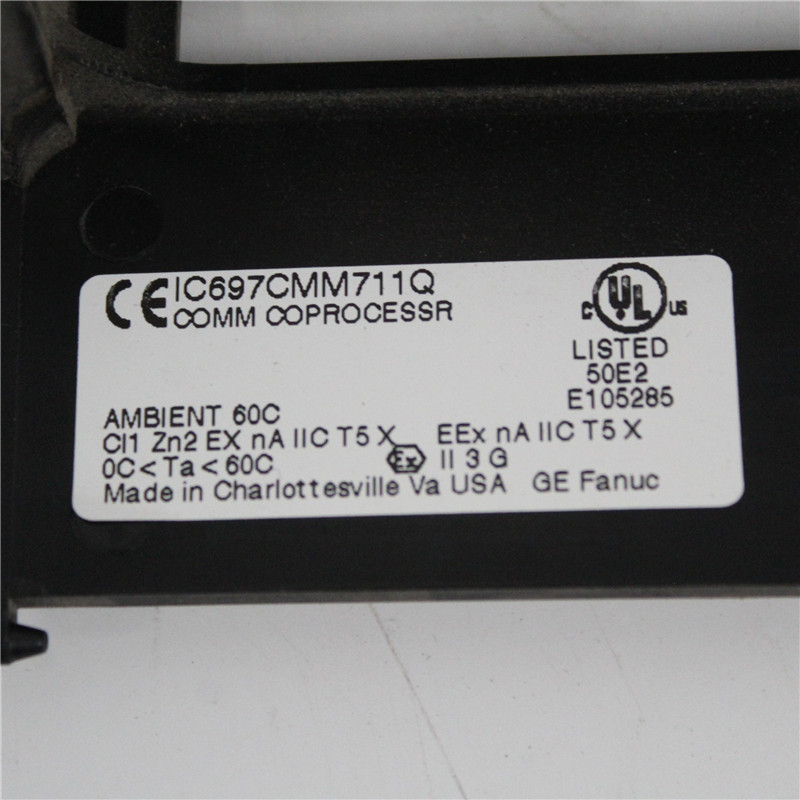 CE IC697CMM711Q
COMM COPROCESSR
C UL US
LISTED
50E2
E105285
AMBIENT 60C
Cl1 Zn2 EX nA IIC T5 X EEx nA IIC T5 X
0C<Ta<60C Ex II 3 G
Made in Charlottesville Va USA GE Fanuc